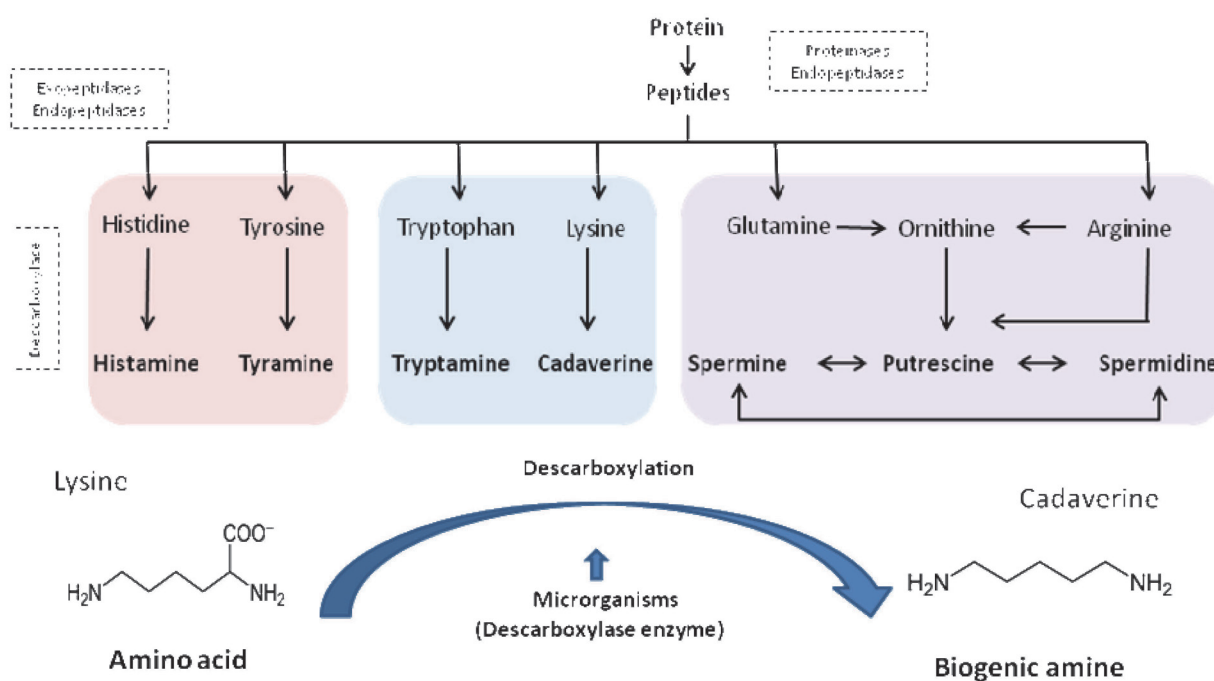 Protein
Proteinases
Endopeptidases
Peptides
Exopeptidases
Endopeptidases
Histidine
Tyrosine
Tryptophan
Lysine
Glutamine
Ornithine
Arginine
Descarboxylase
Histamine
Tyramine
Tryptamine
Cadaverine
Spermine
Putrescine
Spermidine
Descarboxylation
Lysine
Cadaverine
COO⁻
H₂N
NH₂
H₂N
NH₂
Microrganisms
(Descarboxylase enzyme)
Amino acid
Biogenic amine